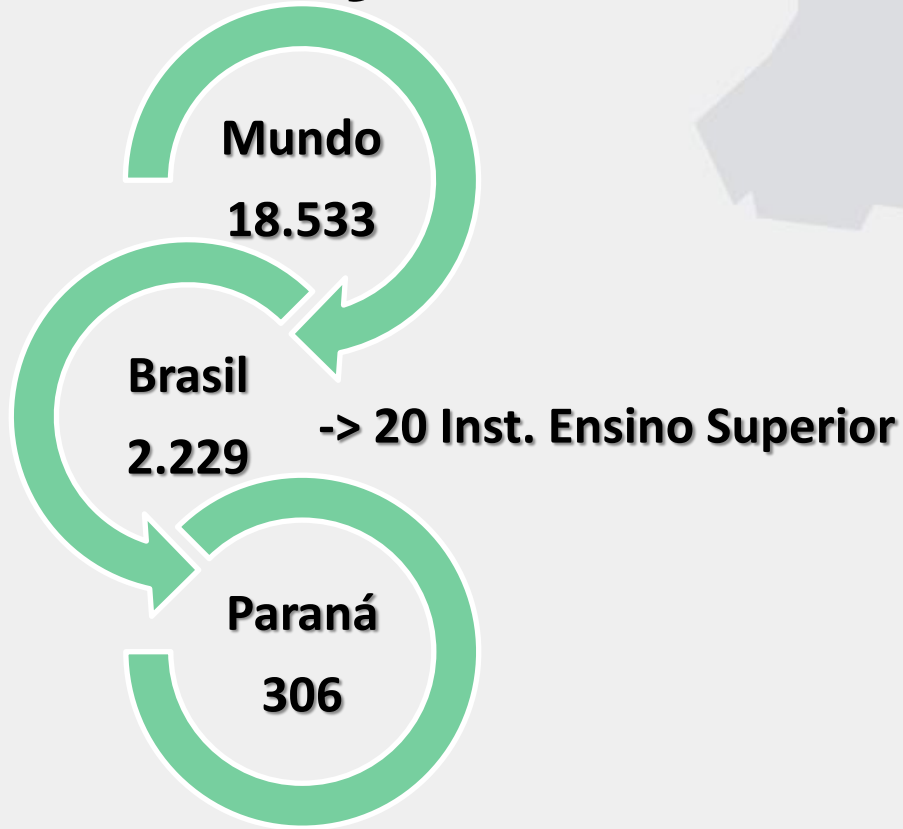 Mundo
18.533
Brasil
2.229
-> 20 Inst. Ensino Superior
Paraná
306